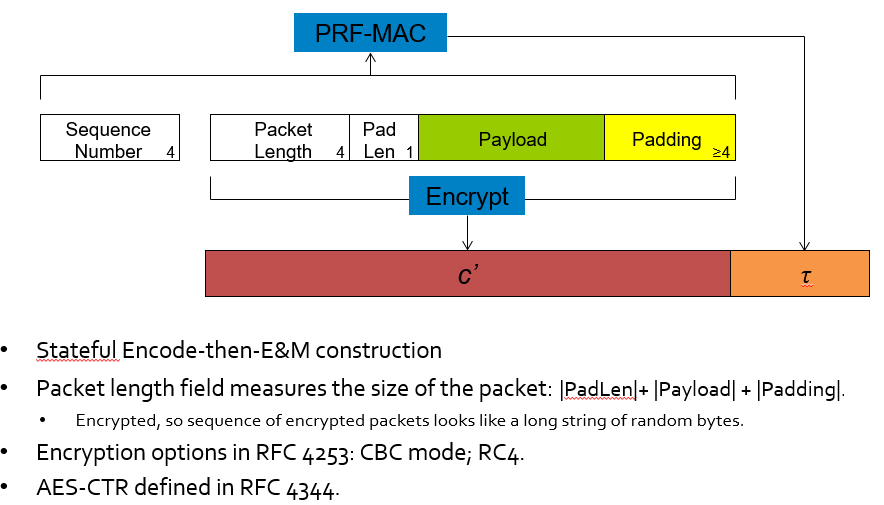 PRF-MAC
Sequence
Number 4
Packet
Length 4
Pad
Len 1
Payload
Padding
≥4
Encrypt
c’
τ
• Stateful Encode-then-E&M construction
• Packet length field measures the size of the packet: |PadLen|+ |Payload| + |Padding|.
• Encrypted, so sequence of encrypted packets looks like a long string of random bytes.
• Encryption options in RFC 4253: CBC mode; RC4.
• AES-CTR defined in RFC 4344.